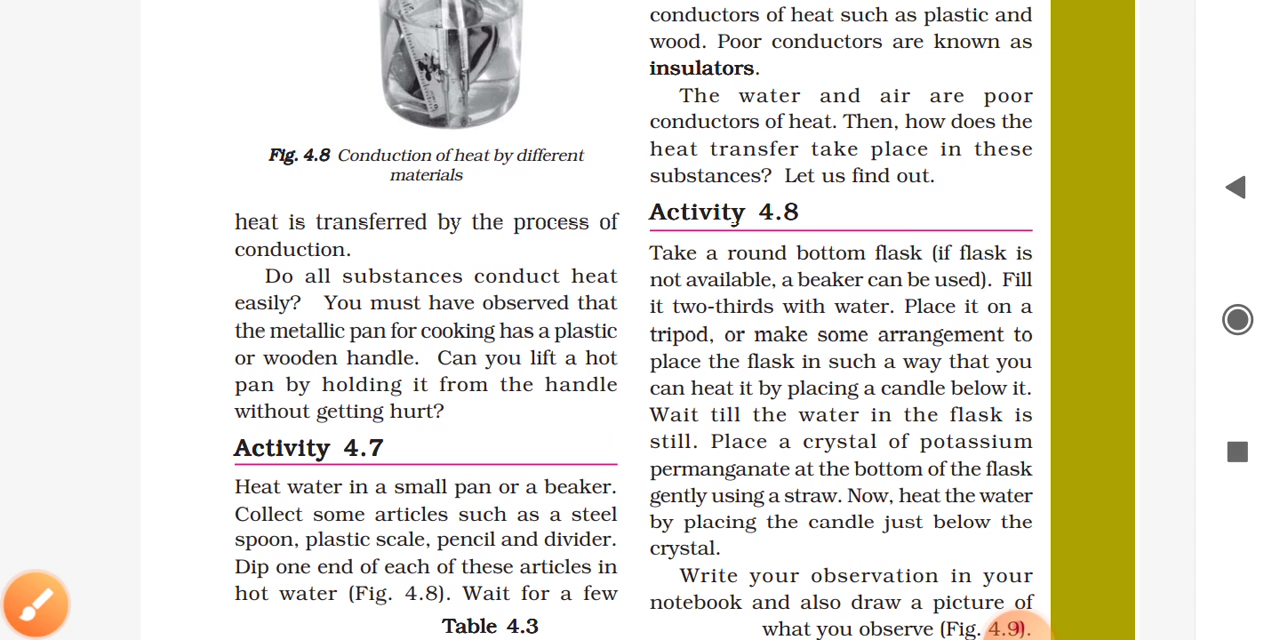 Fig. 4.8 Conduction of heat by different
materials
heat is transferred by the process of
conduction.
Do all substances conduct heat
easily? You must have observed that
the metallic pan for cooking has a plastic
or wooden handle. Can you lift a hot
pan by holding it from the handle
without getting hurt?
Activity 4.7
Heat water in a small pan or a beaker.
Collect some articles such as a steel
spoon, plastic scale, pencil and divider.
Dip one end of each of these articles in
hot water (Fig. 4.8). Wait for a few
Table 4.3
conductors of heat such as plastic and
wood. Poor conductors are known as
insulators.
The water and air are poor
conductors of heat. Then, how does the
heat transfer take place in these
substances? Let us find out.
Activity 4.8
Take a round bottom flask (if flask is
not available, a beaker can be used). Fill
it two-thirds with water. Place it on a
tripod, or make some arrangement to
place the flask in such a way that you
can heat it by placing a candle below it.
Wait till the water in the flask is
still. Place a crystal of potassium
permanganate at the bottom of the flask
gently using a straw. Now, heat the water
by placing the candle just below the
crystal.
Write your observation in your
notebook and also draw a picture of
what you observe (Fig. 4.9).